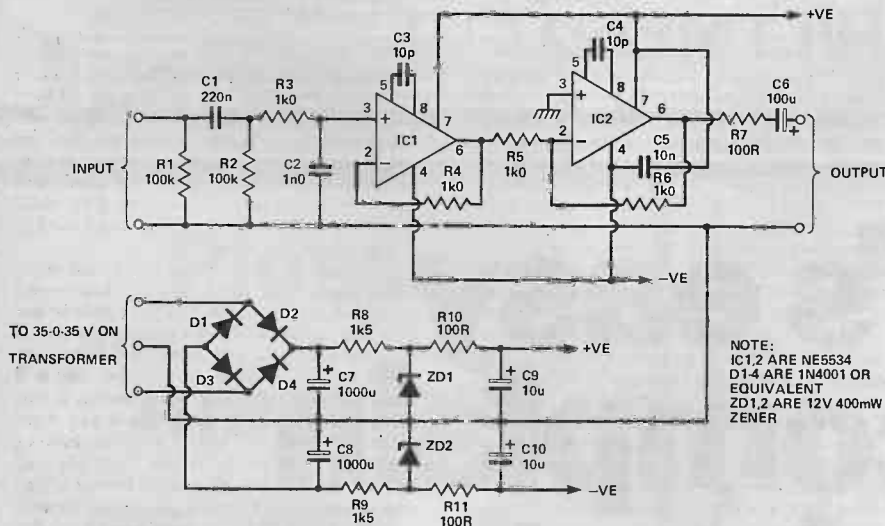 +VE
C3
10p
C4
10p
C1
220n
R3
1k0
5
8
5
8
C6
100u
3
7
3
7
+
IC1
6
+
IC2
6
R7
100R
+
INPUT
R1
100k
R2
100k
C2
1n0
2
−
4
R4
1k0
R5
1k0
2
−
4
C5
10n
R6
1k0
OUTPUT
−VE
TO 35-0-35 V ON
TRANSFORMER
D1
D2
D3
D4
R8
1k5
R10
100R
+VE
+
C7
1000u
ZD1
+
C9
10u
+
C8
1000u
ZD2
+
C10
10u
R9
1k5
R11
100R
−VE
NOTE:
IC1,2 ARE NE5534
D1-4 ARE 1N4001 OR
EQUIVALENT
ZD1,2 ARE 12V 400mW
ZENER